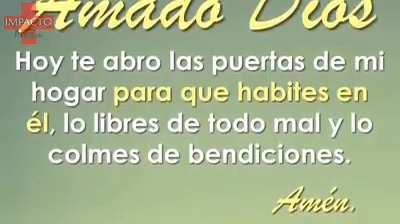 Amado Dios
IMPACTO
Hoy te abro las puertas de mi
hogar para que habites en
él, lo libres de todo mal y lo
colmes de bendiciones.
Amén.